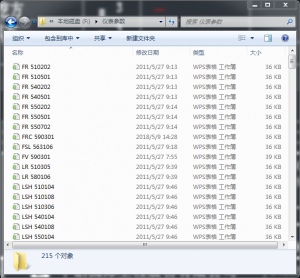 本地磁盘 (F:) ▸ 仪表参数
搜索 仪表参数
组织 包含到库中 共享 新建文件夹
名称 修改日期 类型 大小
FR 510202 2011/5/27 9:13 WPS表格 工作簿 36 KB
FR 510501 2011/5/27 9:13 WPS表格 工作簿 36 KB
FR 540202 2011/5/27 9:13 WPS表格 工作簿 36 KB
FR 540501 2011/5/27 9:13 WPS表格 工作簿 36 KB
FR 550202 2011/5/27 9:14 WPS表格 工作簿 36 KB
FR 550501 2011/5/27 9:14 WPS表格 工作簿 36 KB
FR 550702 2011/5/27 9:14 WPS表格 工作簿 36 KB
FRC 590301 2018/5/9 14:28 WPS表格 工作簿 36 KB
FSL 563106 2011/5/27 9:18 WPS表格 工作簿 36 KB
FV 590301 2011/5/27 7:55 WPS表格 工作簿 39 KB
LR 510305 2011/5/27 9:39 WPS表格 工作簿 36 KB
LR 580106 2011/5/27 9:39 WPS表格 工作簿 36 KB
LSH 510104 2011/5/27 9:46 WPS表格 工作簿 36 KB
LSH 510108 2011/5/27 9:46 WPS表格 工作簿 36 KB
LSH 510306 2011/5/27 9:46 WPS表格 工作簿 36 KB
LSH 540104 2011/5/27 9:46 WPS表格 工作簿 36 KB
LSH 540108 2011/5/27 9:46 WPS表格 工作簿 36 KB
LSH 550104 2011/5/27 9:46 WPS表格 工作簿 36 KB
215 个对象